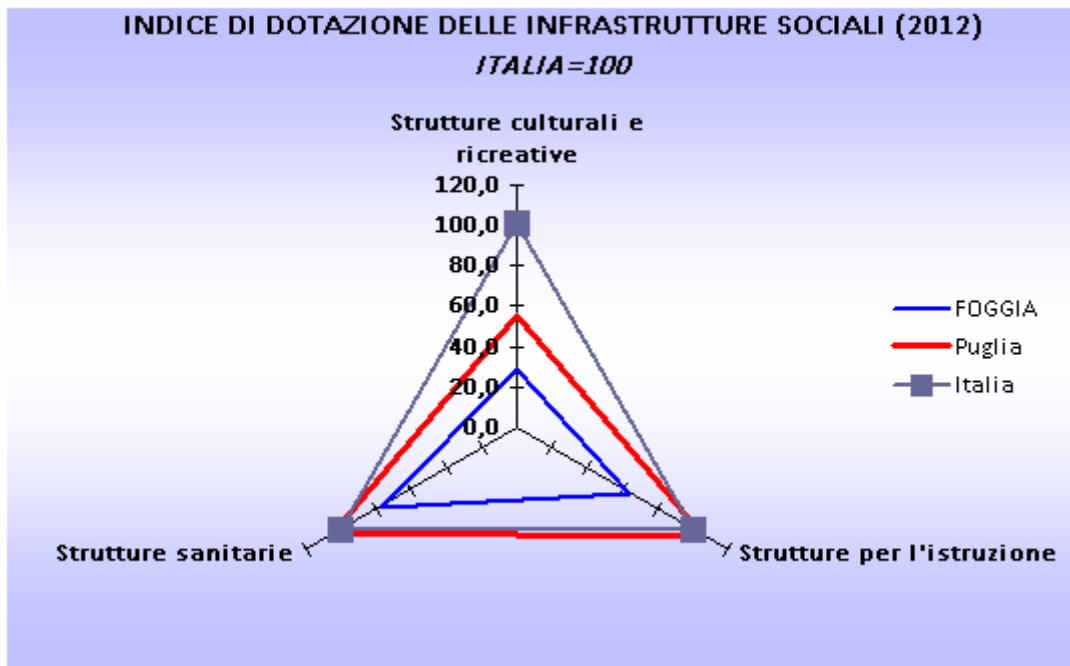 INDICE DI DOTAZIONE DELLE INFRASTRUTTURE SOCIALI (2012)
ITALIA=100
Strutture culturali e
ricreative
120,0
100,0
80,0
60,0
40,0
20,0
0,0
FOGGIA
Puglia
Italia
Strutture sanitarie
Strutture per l'istruzione